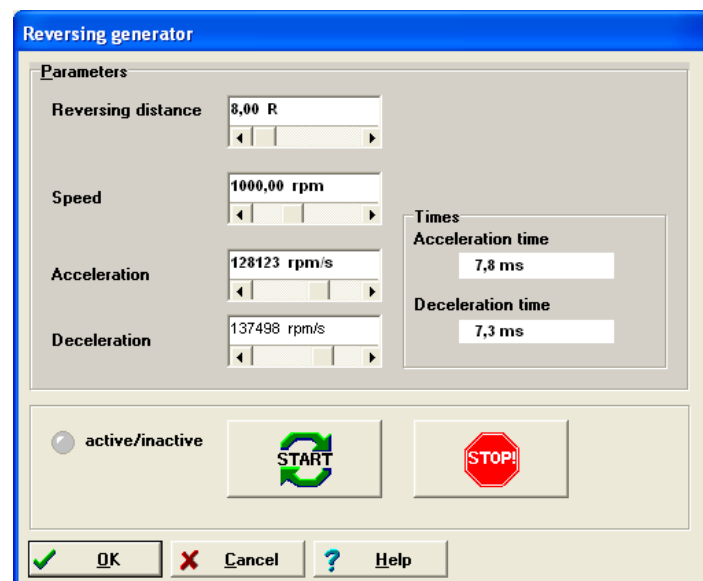 Reversing generator
Parameters
Reversing distance
8,00 R
Speed
1000,00 rpm
Acceleration
128123 rpm/s
Deceleration
137498 rpm/s
Times
Acceleration time
7,8 ms
Deceleration time
7,3 ms
active/inactive
START
STOP!
OK
Cancel
? Help